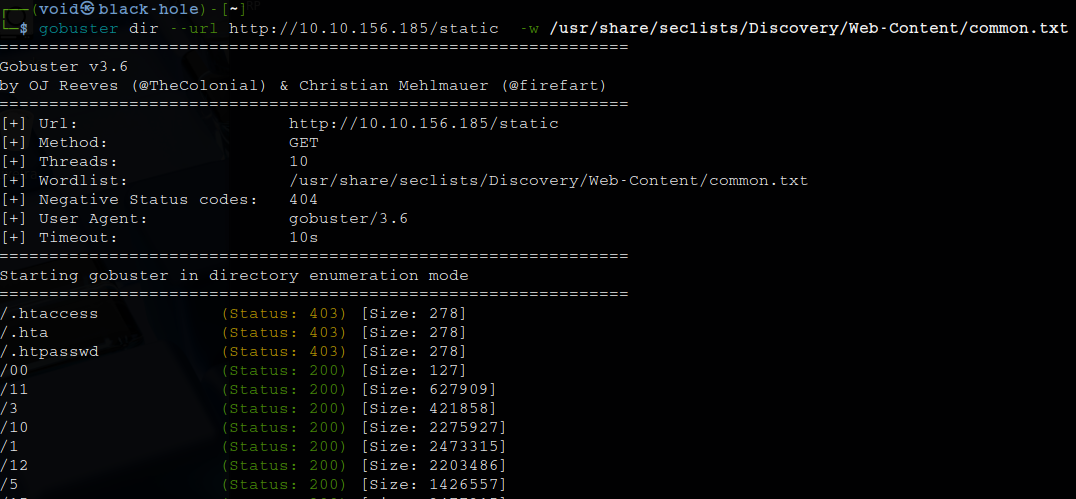 ┌──(void㉿black-hole)-[~]
└─$ gobuster dir --url http://10.10.156.185/static  -w /usr/share/seclists/Discovery/Web-Content/common.txt
===============================================================
Gobuster v3.6
by OJ Reeves (@TheColonial) & Christian Mehlmauer (@firefart)
===============================================================
[+] Url:                     http://10.10.156.185/static
[+] Method:                  GET
[+] Threads:                 10
[+] Wordlist:                /usr/share/seclists/Discovery/Web-Content/common.txt
[+] Negative Status codes:   404
[+] User Agent:              gobuster/3.6
[+] Timeout:                 10s
===============================================================
Starting gobuster in directory enumeration mode
===============================================================
/.htaccess            (Status: 403) [Size: 278]
/.hta                 (Status: 403) [Size: 278]
/.htpasswd            (Status: 403) [Size: 278]
/00                   (Status: 200) [Size: 127]
/11                   (Status: 200) [Size: 627909]
/3                    (Status: 200) [Size: 421858]
/10                   (Status: 200) [Size: 2275927]
/1                    (Status: 200) [Size: 2473315]
/12                   (Status: 200) [Size: 2203486]
/5                    (Status: 200) [Size: 1426557]